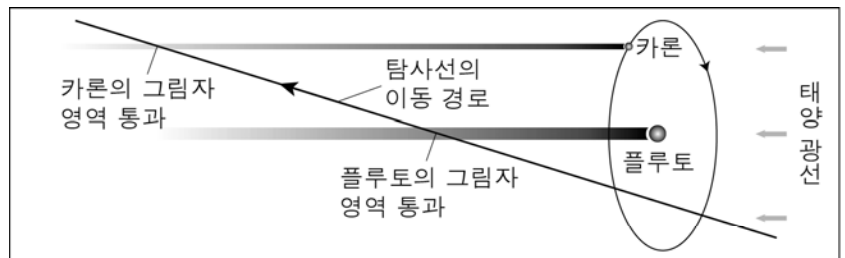 카론
카론의 그림자
영역 통과
탐사선의
이동 경로
플루토
플루토의 그림자
영역 통과
태양 광선